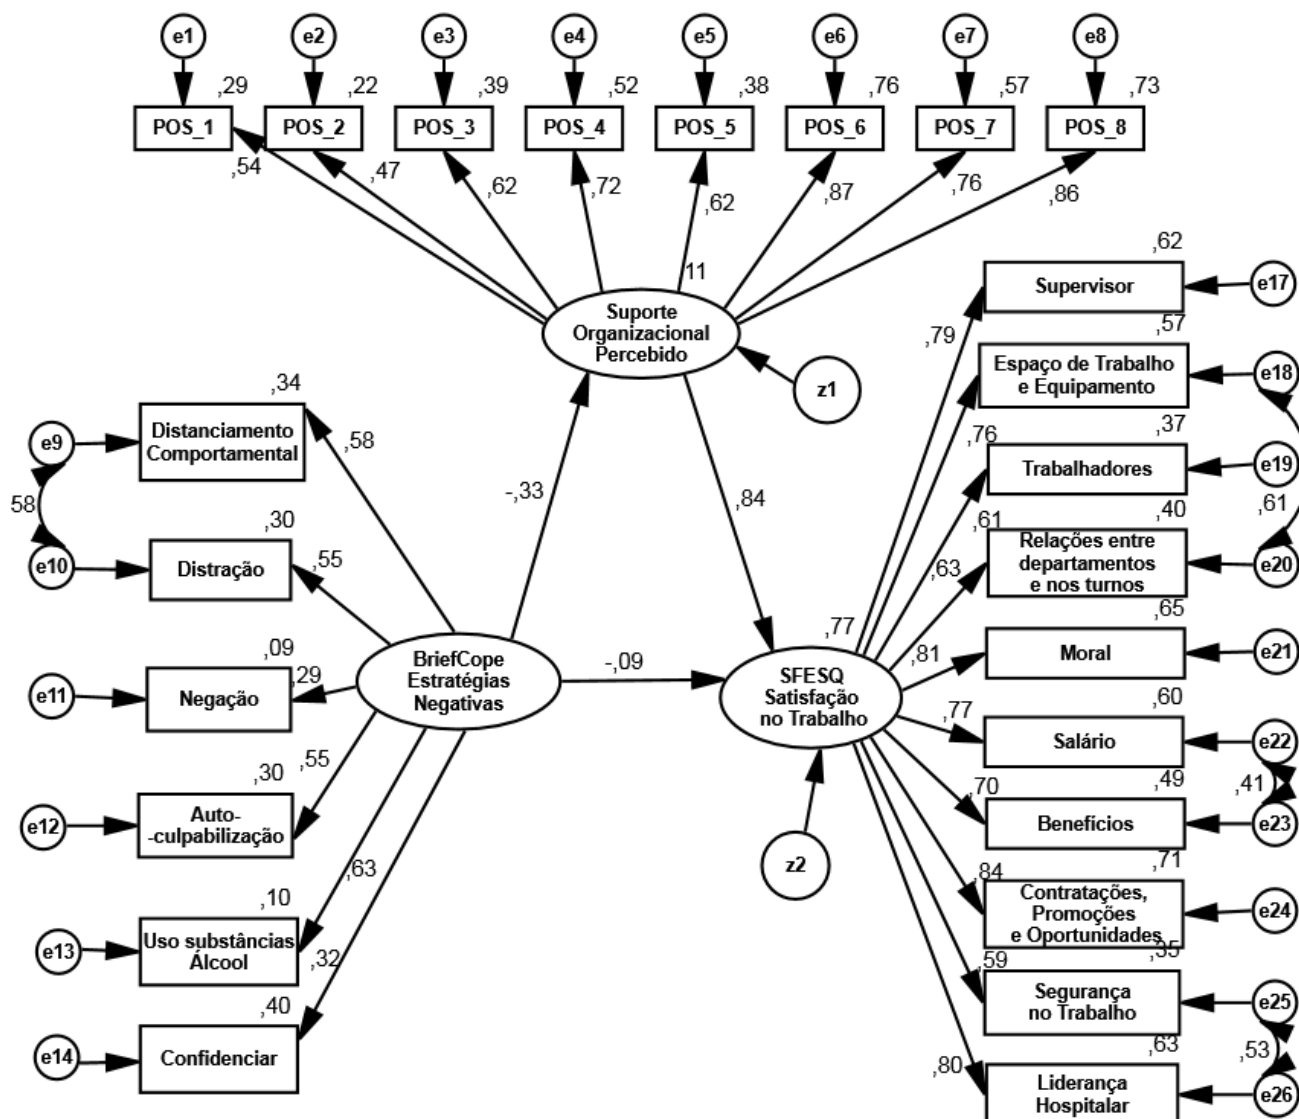 e1 e2 e3 e4 e5 e6 e7 e8
,29 ,22 ,39 ,52 ,38 ,76 ,57 ,73
POS_1 POS_2 POS_3 POS_4 POS_5 POS_6 POS_7 POS_8
,54 ,47 ,62 ,72 ,62 ,87 ,76 ,86
11
Suporte
Organizacional
Percebido
z1
-,33
,84
,34
e9
Distanciamento
Comportamental
,58
58
,30
e10
Distração
,55
,09
e11
Negação
,29
BriefCope
Estratégias
Negativas
-,09
,30
e12
Auto-
-culpabilização
,55
,10
e13
Uso substâncias
Álcool
,63
,40
e14
Confidenciar
,32
,77
SFESQ
Satisfação
no Trabalho
z2
,62
Supervisor
e17
,79
,57
Espaço de Trabalho
e Equipamento
e18
,76
,37
Trabalhadores
e19
,61
,61
,40
Relações entre
departamentos
e nos turnos
e20
,63
,65
Moral
e21
,81
,60
Salário
e22
,77
,41
,49
Benefícios
e23
,70
,71
Contratações,
Promoções
e Oportunidades
e24
,84
,35
Segurança
no Trabalho
e25
,59
,53
,63
Liderança
Hospitalar
e26
,80